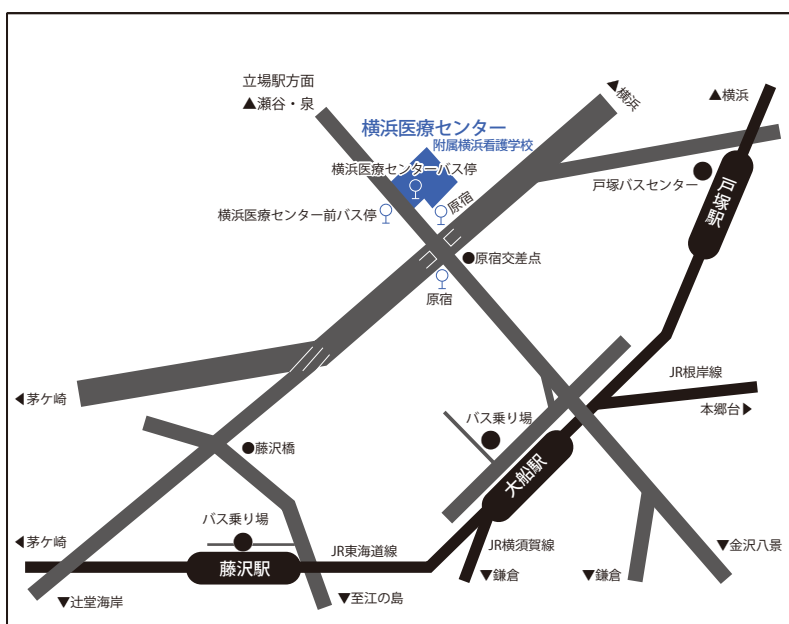 立場駅方面
▲瀬谷・泉
◀横浜
▲横浜
横浜医療センター
附属横浜看護学校
横浜医療センターバス停
戸塚バスセンター
戸塚駅
原宿
横浜医療センター前バス停
●原宿交差点
原宿
JR根岸線
◀茅ケ崎
本郷台▶
バス乗り場
●藤沢橋
大船駅
バス乗り場
◀茅ケ崎
JR東海道線
JR横須賀線
▼金沢八景
藤沢駅
▼鎌倉
▼鎌倉
▼辻堂海岸
▼至江の島